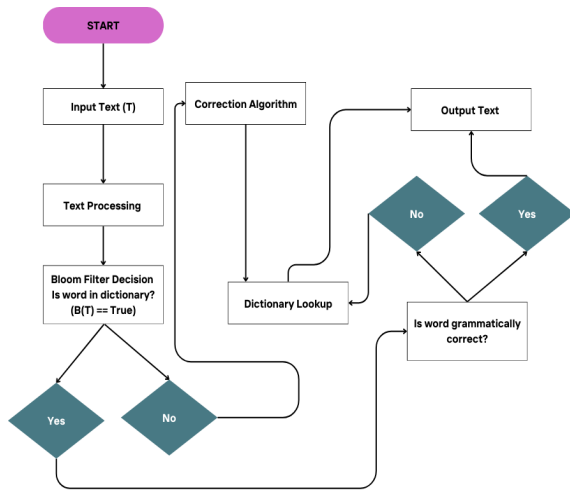 START
Input Text (T)
Correction Algorithm
Output Text
Text Processing
No
Yes
Bloom Filter Decision
Is word in dictionary?
(B(T) == True)
Dictionary Lookup
Is word grammatically
correct?
Yes
No